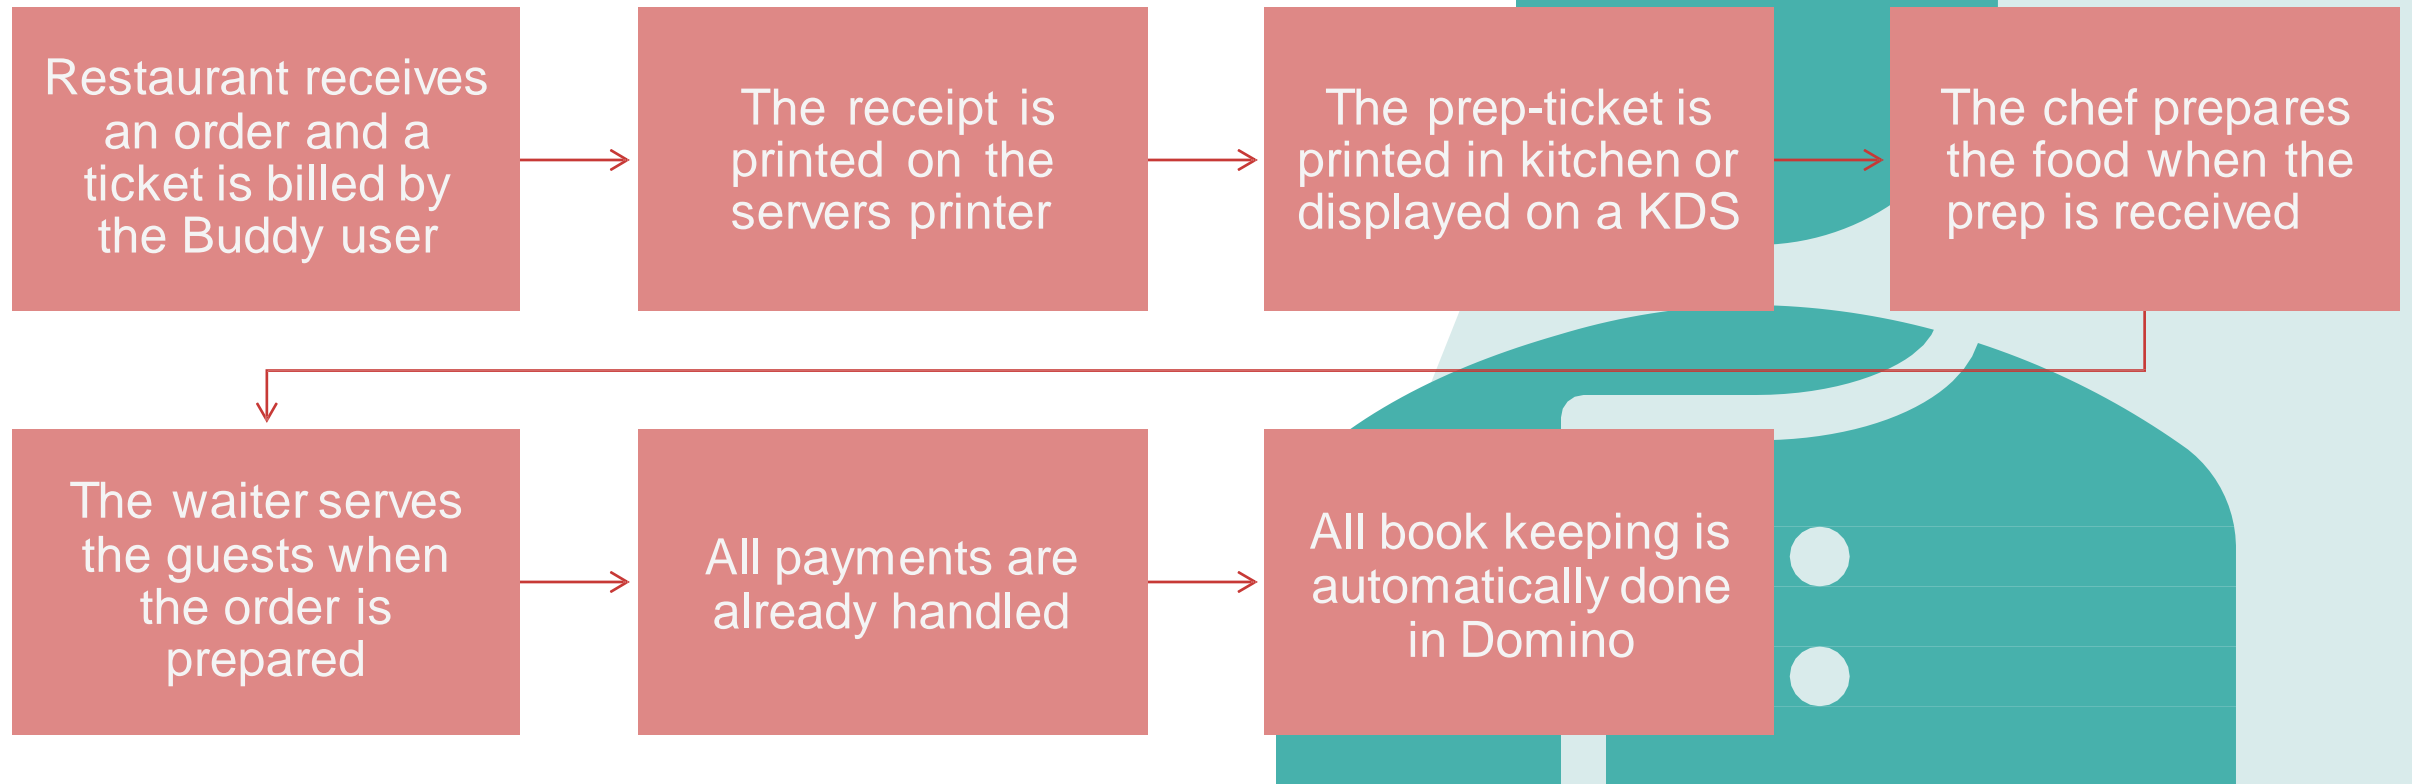 Restaurant receives
an order and a
ticket is billed by
the Buddy user
The receipt is
printed on the
servers printer
The prep-ticket is
printed in kitchen or
displayed on a KDS
The chef prepares
the food when the
prep is received
The waiter serves
the guests when
the order is
prepared
All payments are
already handled
All book keeping is
automatically done
in Domino